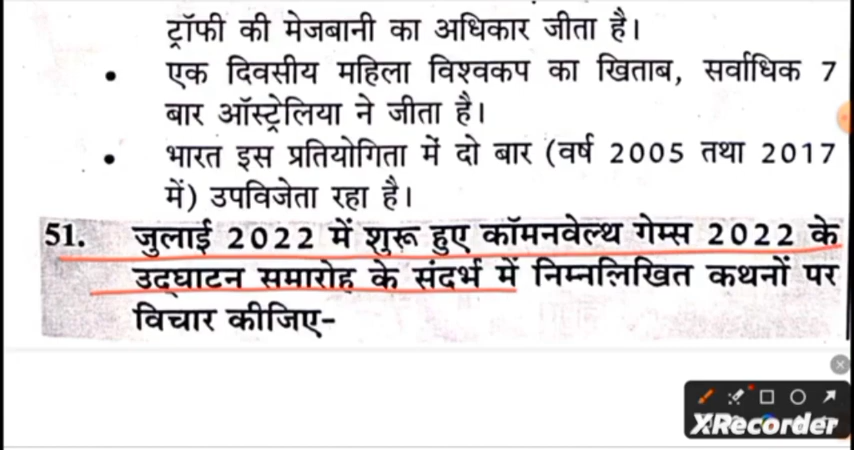 ट्रॉफी की मेजबानी का अधिकार जीता है।
• एक दिवसीय महिला विश्वकप का खिताब, सर्वाधिक 7
बार ऑस्ट्रेलिया ने जीता है।
• भारत इस प्रतियोगिता में दो बार (वर्ष 2005 तथा 2017
में) उपविजेता रहा है।
51. जुलाई 2022 में शुरू हुए कॉमनवेल्थ गेम्स 2022 के
उद्घाटन समारोह के संदर्भ में निम्नलिखित कथनों पर
विचार कीजिए-
XRecorder